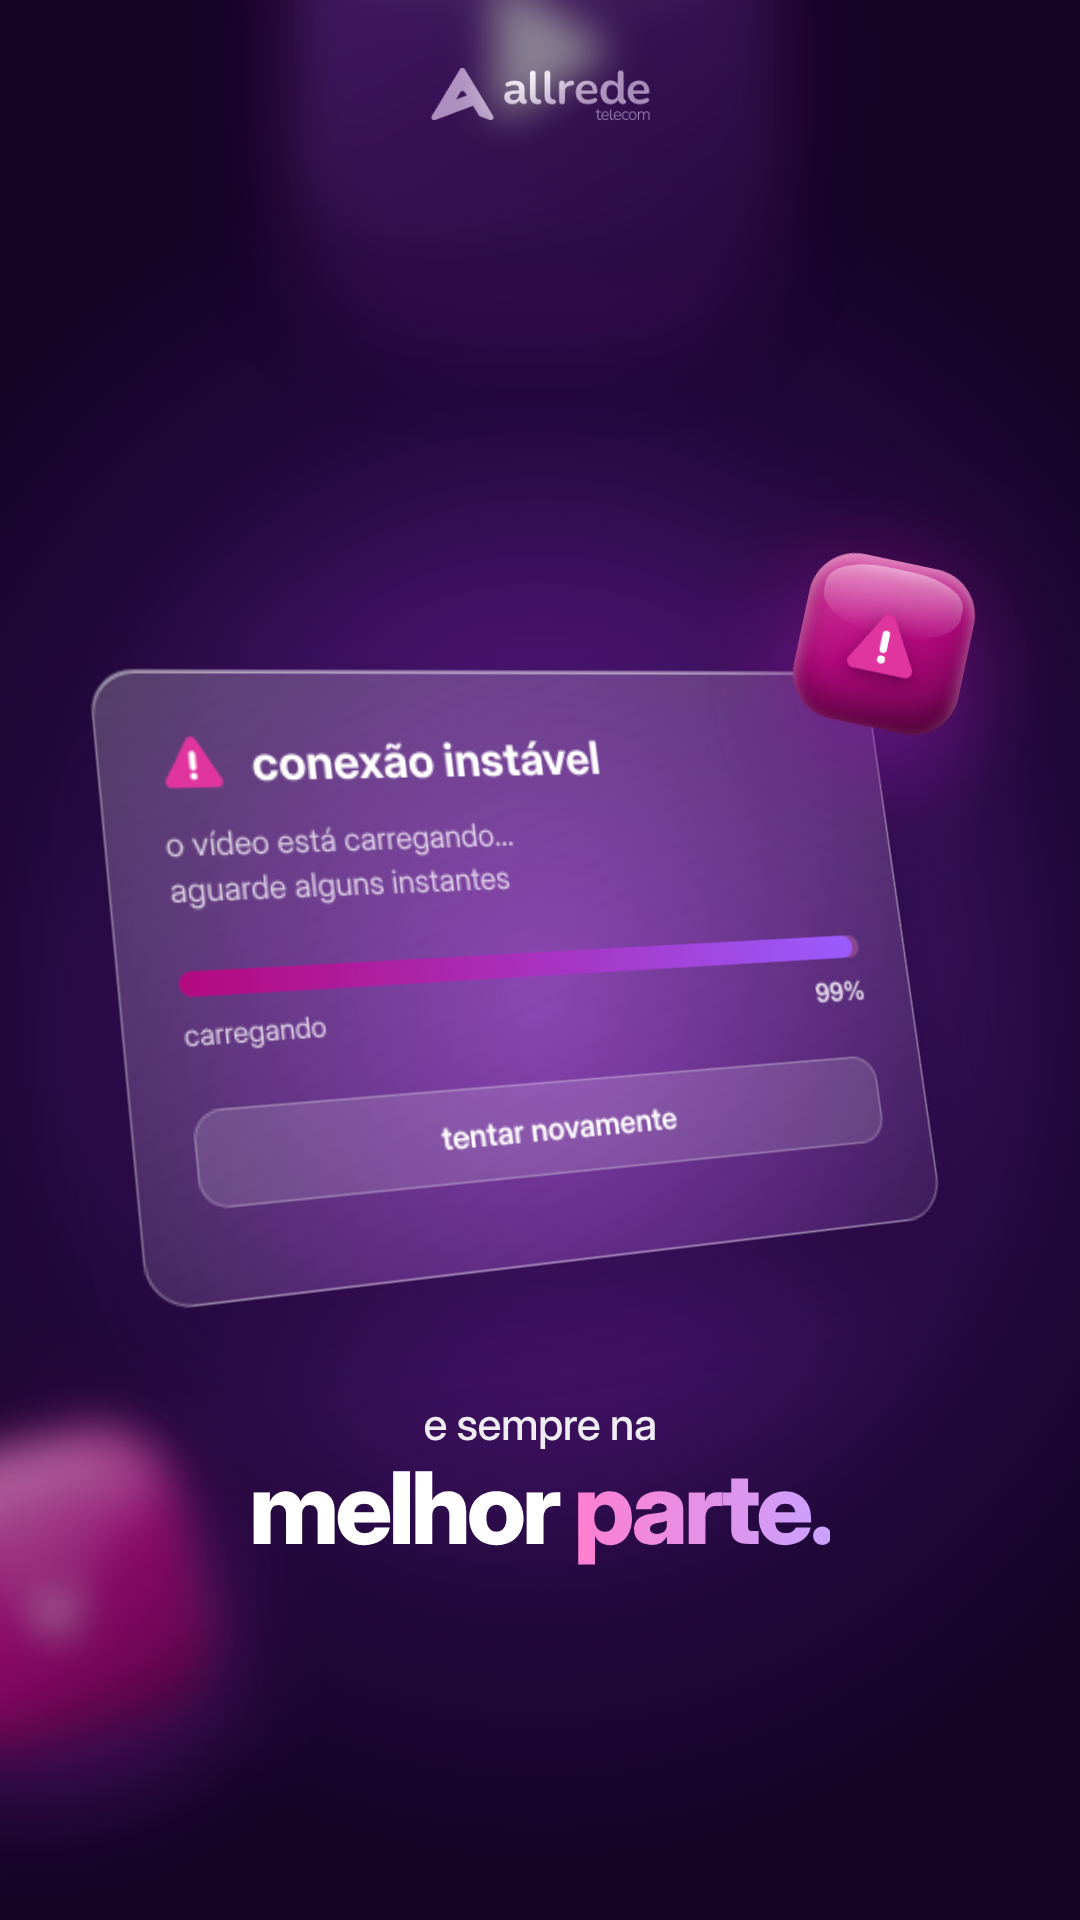 allrede
telecom
conexão instável
o vídeo está carregando...
aguarde alguns instantes
99%
carregando
tentar novamente
e sempre na
melhor parte.